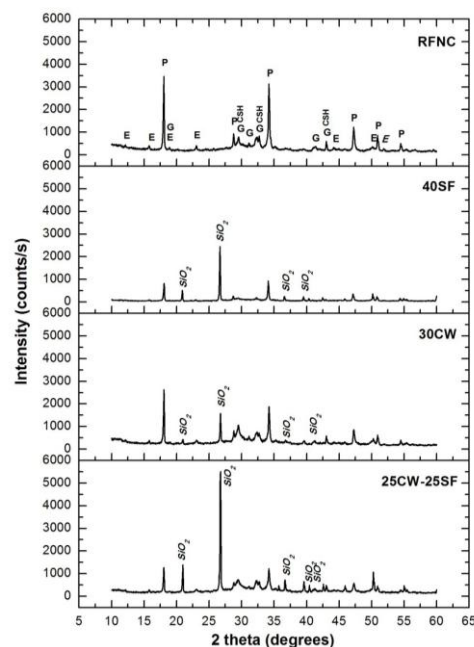 6000
RFNC
5000
4000
P
P
3000
2000
P CSH CSH CSH
G P
1000
E E E E G G G G E E E P
0
40SF
5000
4000
3000
SiO2
2000
1000
SiO2 SiO2 SiO2
0
30CW
5000
4000
3000
2000
SiO2
1000
SiO2 SiO2 SiO2
0
25CW-25SF
5000
SiO2
4000
3000
2000
SiO2
1000
SiO2 SiO2 SiO2
0
5 10 15 20 25 30 35 40 45 50 55 60 65
2 theta (degrees)
Intensity (counts/s)